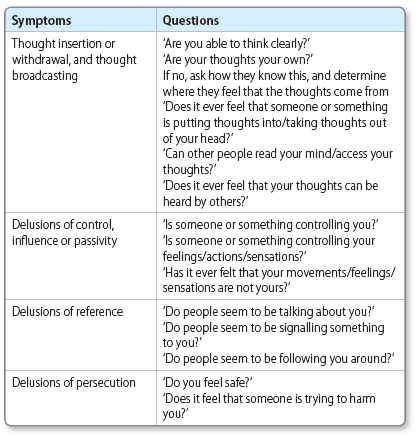 Symptoms Questions
Thought insertion or
withdrawal, and thought
broadcasting
‘Are you able to think clearly?’
‘Are your thoughts your own?’
If no, ask how they know this, and determine
where they feel that the thoughts come from
‘Does it ever feel that someone or something
is putting thoughts into/taking thoughts out
of your head?’
‘Can other people read your mind/access your
thoughts?’
‘Does it ever feel that your thoughts can be
heard by others?’
Delusions of control,
influence or passivity
‘Is someone or something controlling you?’
‘Is someone or something controlling your
feelings/actions/sensations?’
‘Has it ever felt that your movements/feelings/
sensations are not yours?’
Delusions of reference
‘Do people seem to be talking about you?’
‘Do people seem to be signalling something
to you?’
‘Do people seem to be following you around?’
Delusions of persecution
‘Do you feel safe?’
‘Does it feel that someone is trying to harm
you?’